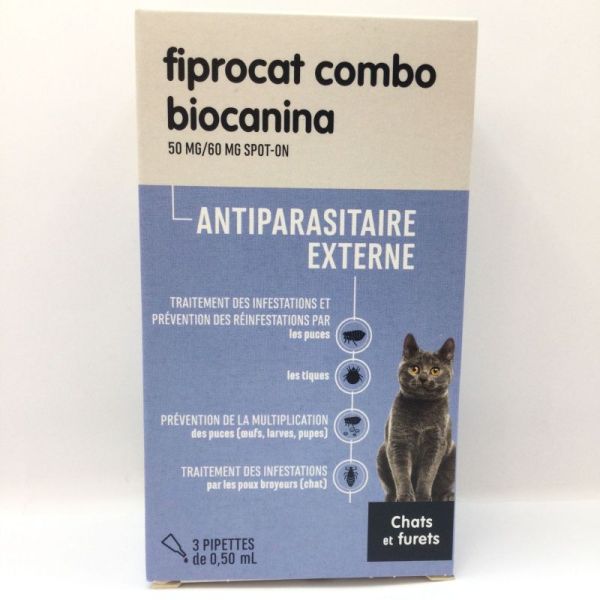 fiprocat combo
biocanina
50 MG/60 MG SPOT-ON
ANTIPARASITAIRE
EXTERNE
TRAITEMENT DES INFESTATIONS ET
PRÉVENTION DES RÉINFESTATIONS PAR
les puces
les tiques
PRÉVENTION DE LA MULTIPLICATION
des puces (œufs, larves, pupes)
TRAITEMENT DES INFESTATIONS
par les poux broyeurs (chat)
Chats
et furets
3 PIPETTES
de 0,50 mL